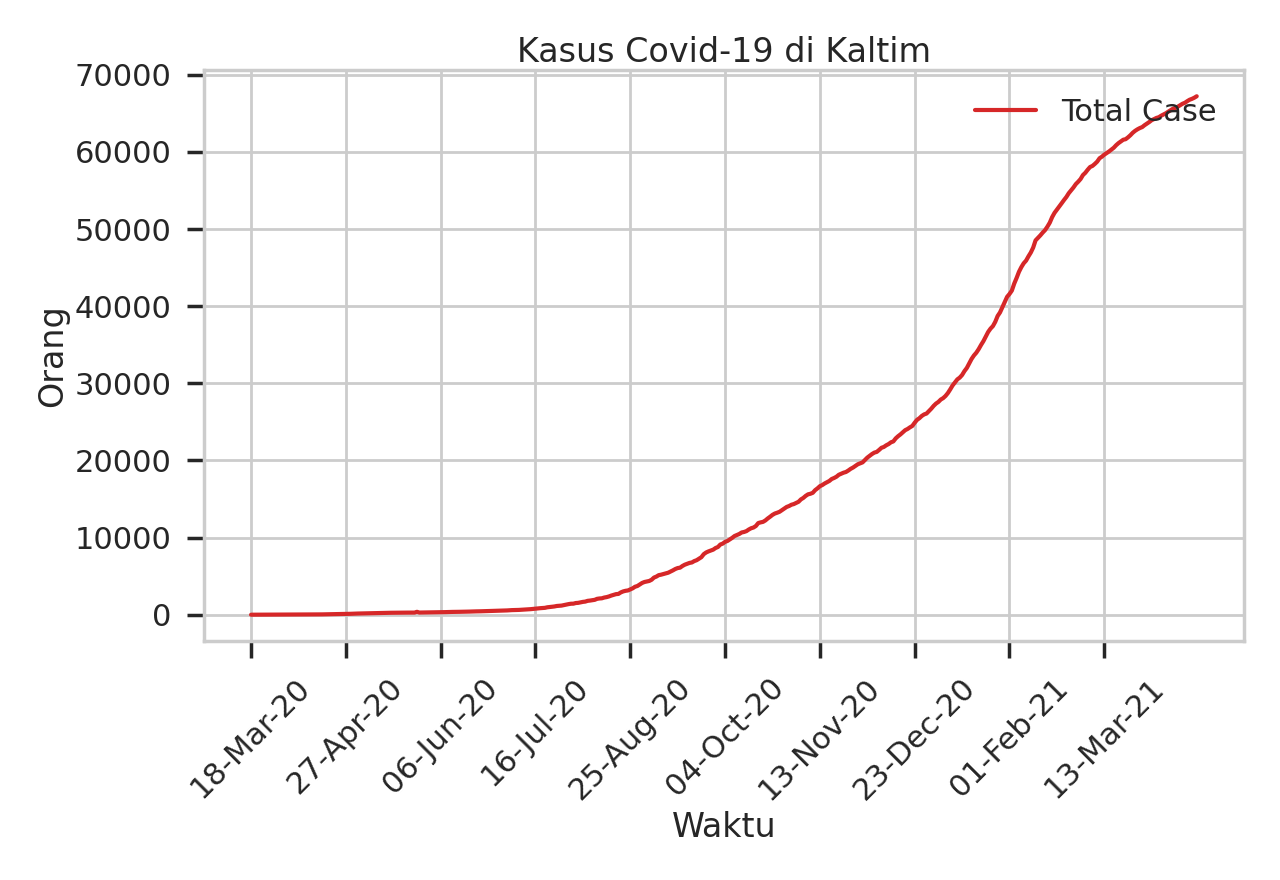 Kasus Covid-19 di Kaltim
Total Case
70000
60000
50000
40000
30000
20000
10000
0
Orang
18-Mar-20
27-Apr-20
06-Jun-20
16-Jul-20
25-Aug-20
04-Oct-20
13-Nov-20
23-Dec-20
01-Feb-21
13-Mar-21
Waktu